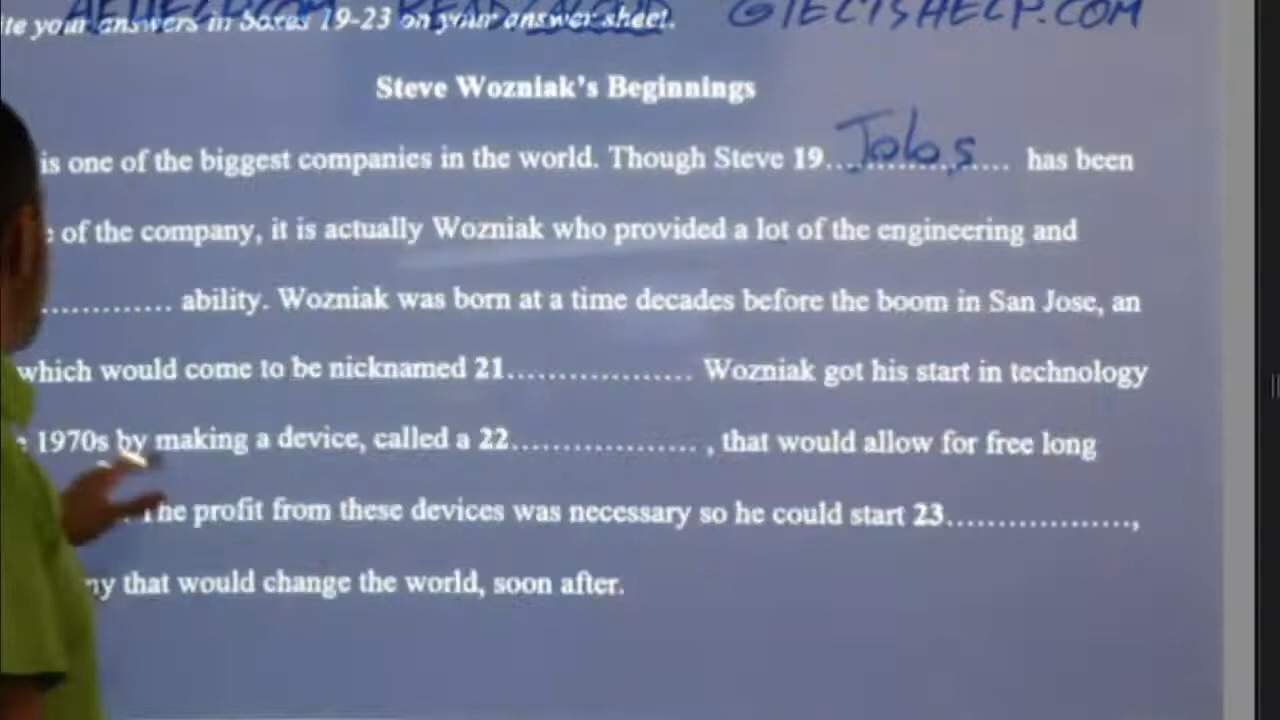 your answers in boxes 19-23 on your answer sheet. GIELTSHELP.COM
Steve Wozniak's Beginnings
is one of the biggest companies in the world. Though Steve 19....Jobs.... has been
of the company, it is actually Wozniak who provided a lot of the engineering and
............. ability. Wozniak was born at a time decades before the boom in San Jose, an
which would come to be nicknamed 21.................. Wozniak got his start in technology
1970s by making a device, called a 22.................. , that would allow for free long
The profit from these devices was necessary so he could start 23..................,
that would change the world, soon after.